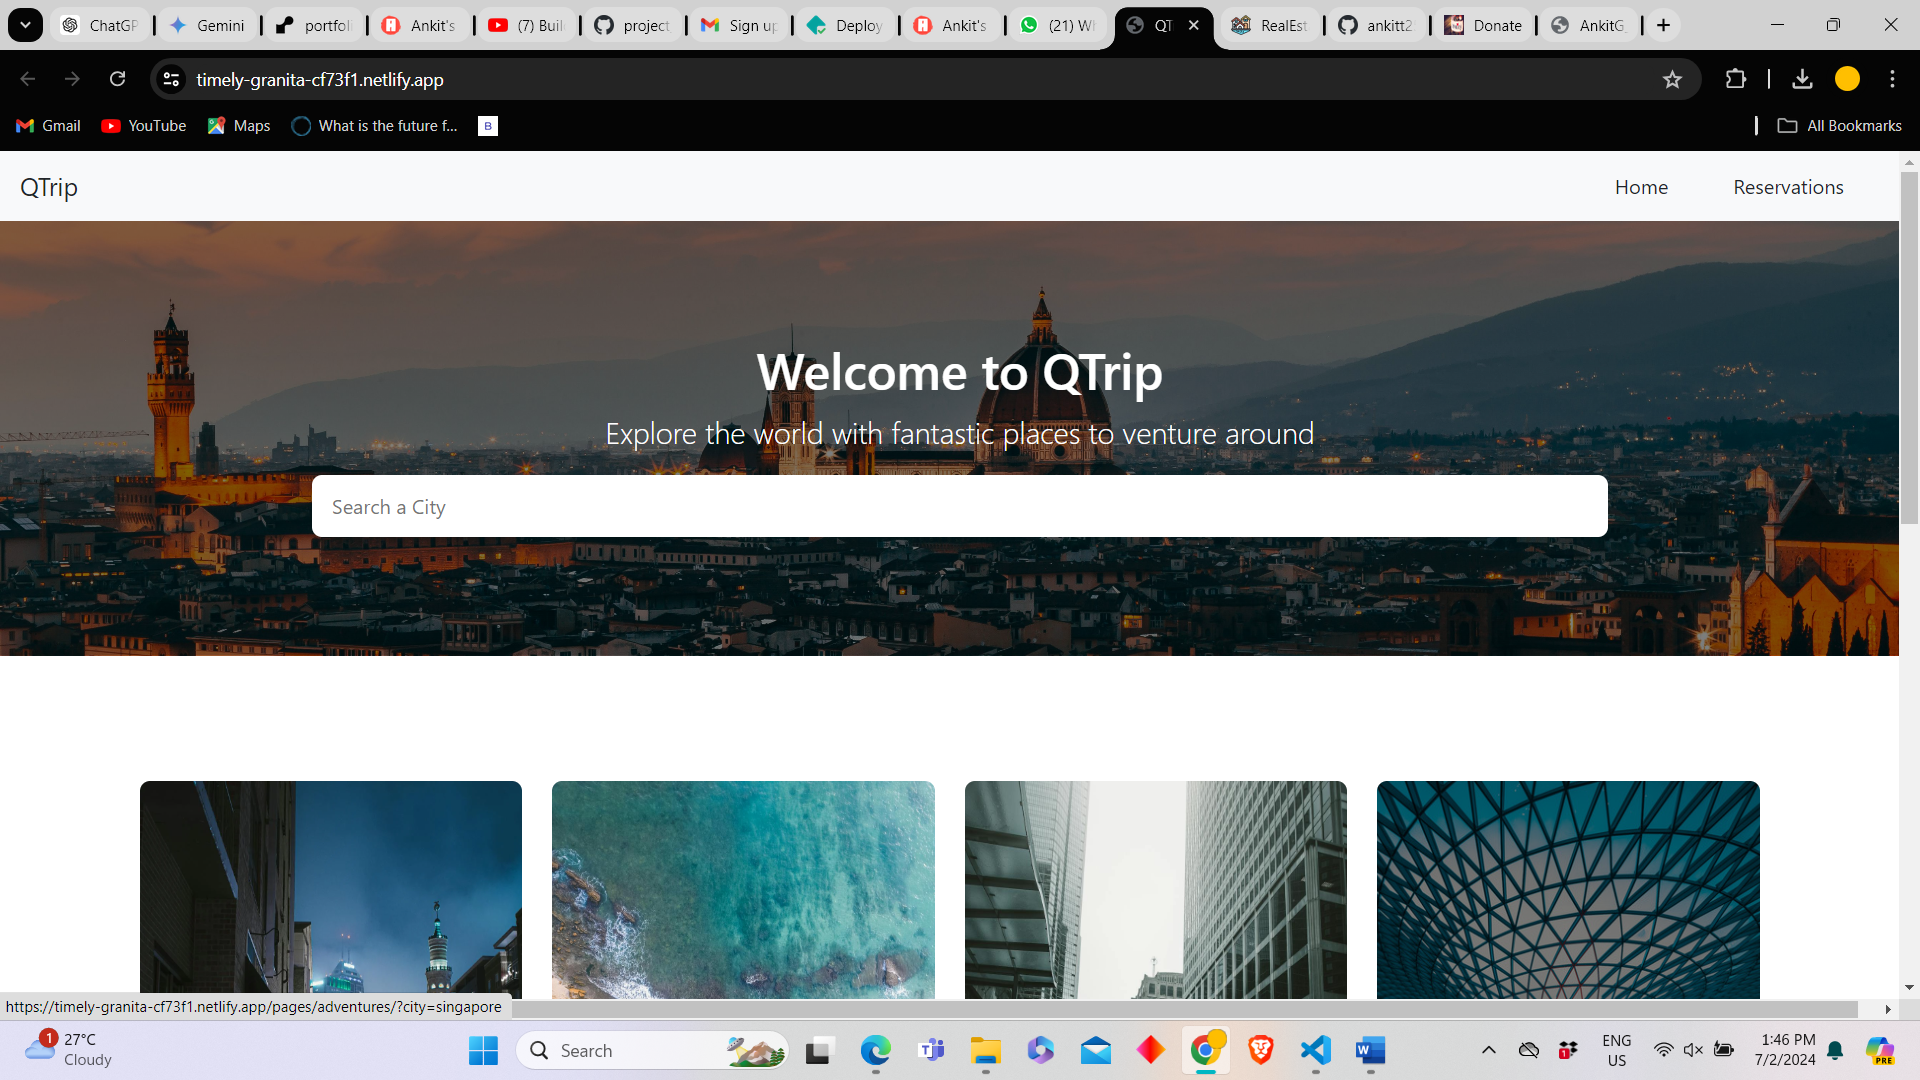 ChatGP
Gemini
portfoli
Ankit's
(7) Buil
project
Sign up
Deploy
Ankit's
(21) Wh
QT
RealEst
ankitt2
Donate
AnkitG
timely-granita-cf73f1.netlify.app
Gmail
YouTube
Maps
What is the future f...
B
All Bookmarks
QTrip
Home
Reservations
Welcome to QTrip
Explore the world with fantastic places to venture around
Search a City
https://timely-granita-cf73f1.netlify.app/pages/adventures/?city=singapore
1
27°C
Cloudy
Search
1
ENG
US
1:46 PM
7/2/2024
PRE